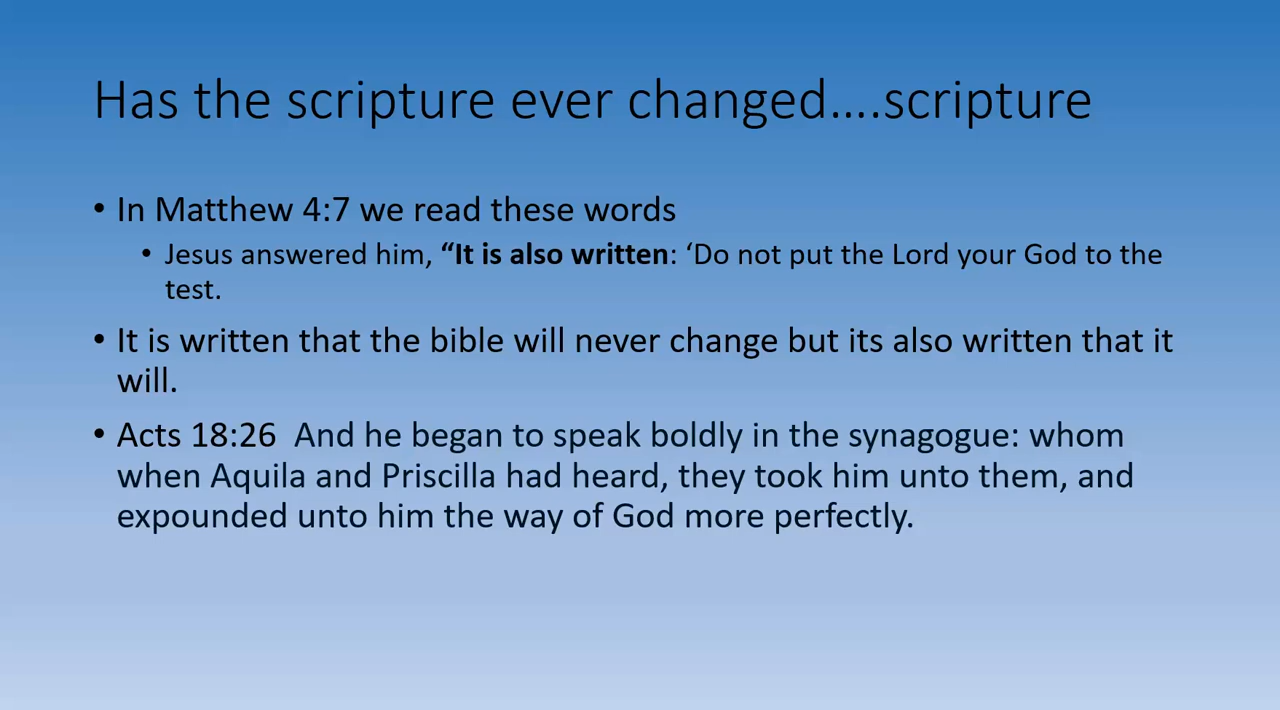 Has the scripture ever changed....scripture
• In Matthew 4:7 we read these words
• Jesus answered him, “It is also written: ‘Do not put the Lord your God to the
test.
• It is written that the bible will never change but its also written that it
will.
• Acts 18:26  And he began to speak boldly in the synagogue: whom
when Aquila and Priscilla had heard, they took him unto them, and
expounded unto him the way of God more perfectly.